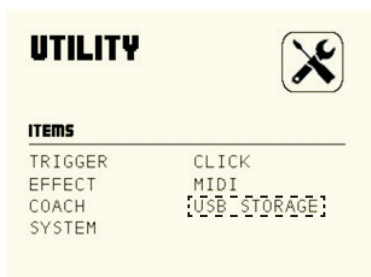 UTILITY
ITEMS
TRIGGER CLICK
EFFECT MIDI
COACH USB STORAGE
SYSTEM